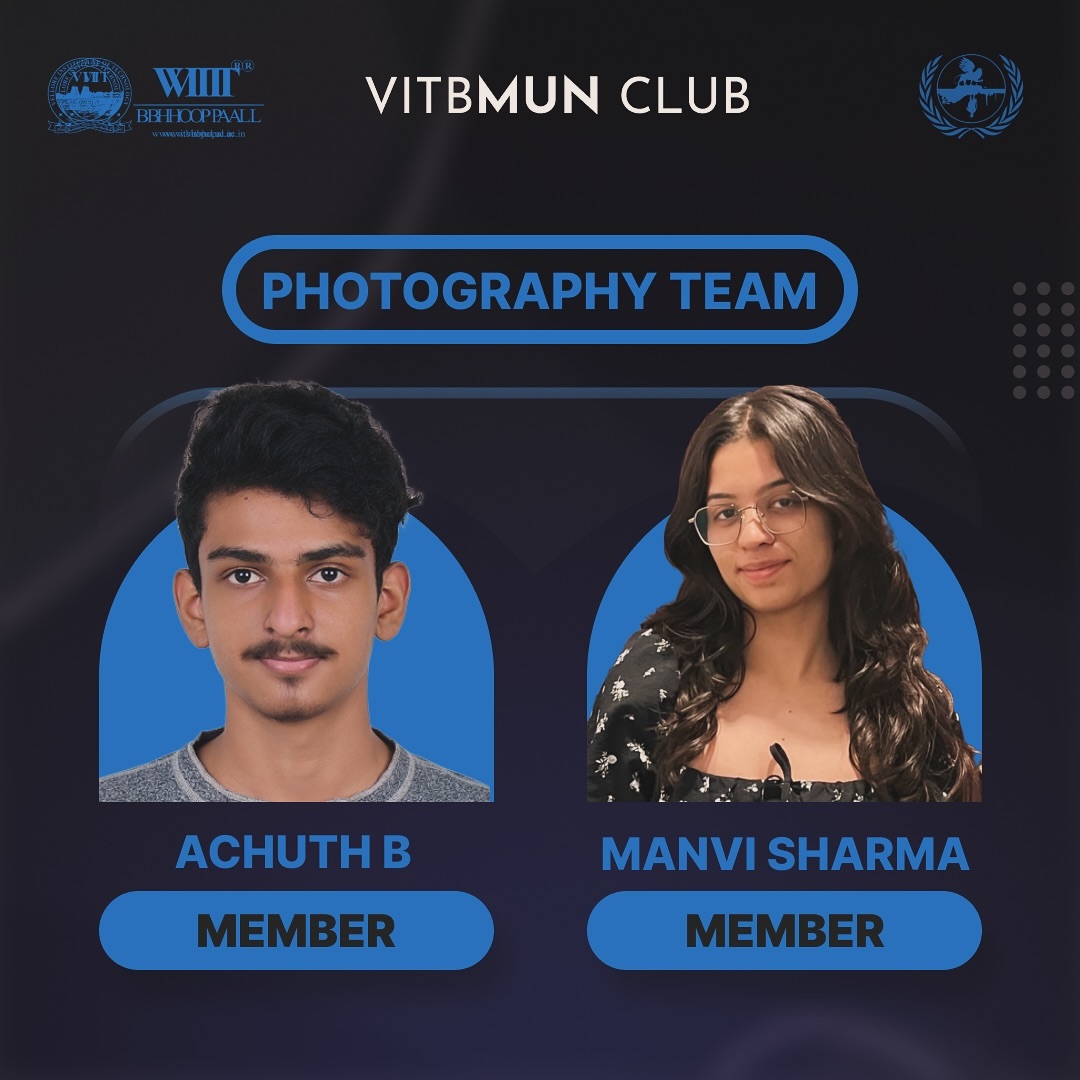 VITBMUN CLUB
PHOTOGRAPHY TEAM
ACHUTH B
MANVI SHARMA
MEMBER
MEMBER